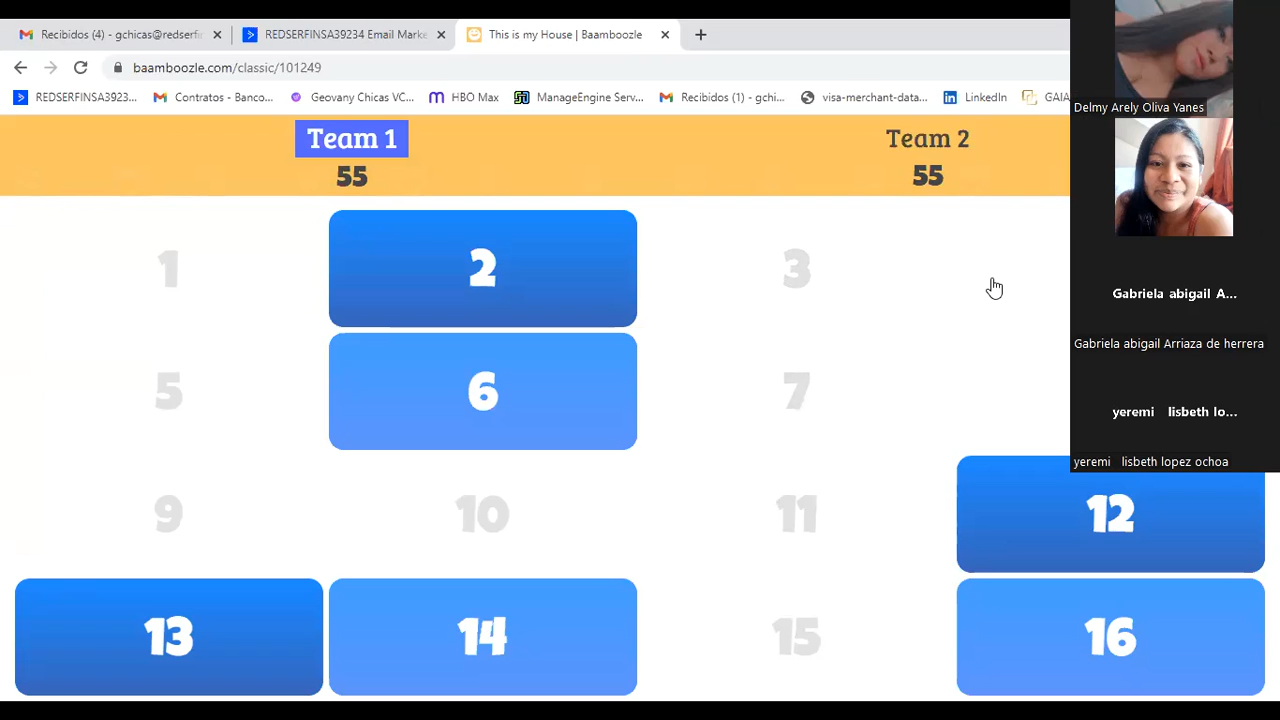 Recibidos (4) - gchicas@redserfi
REDSERFINSA39234 Email Marke
This is my House | Baamboozle
baamboozle.com/classic/101249
REDSERFINSA3923...
Contratos - Banco...
Geovany Chicas VC...
HBO Max
ManageEngine Serv...
Recibidos (1) - gchi...
visa-merchant-data...
LinkedIn
GAIA
Team 1
Team 2
55
55
Delmy Arely Oliva Yanes
1
2
3
Gabriela abigail A...
Gabriela abigail Arriaza de herrera
5
6
7
yeremi lisbeth lo...
yeremi lisbeth lopez ochoa
9
10
11
12
13
14
15
16